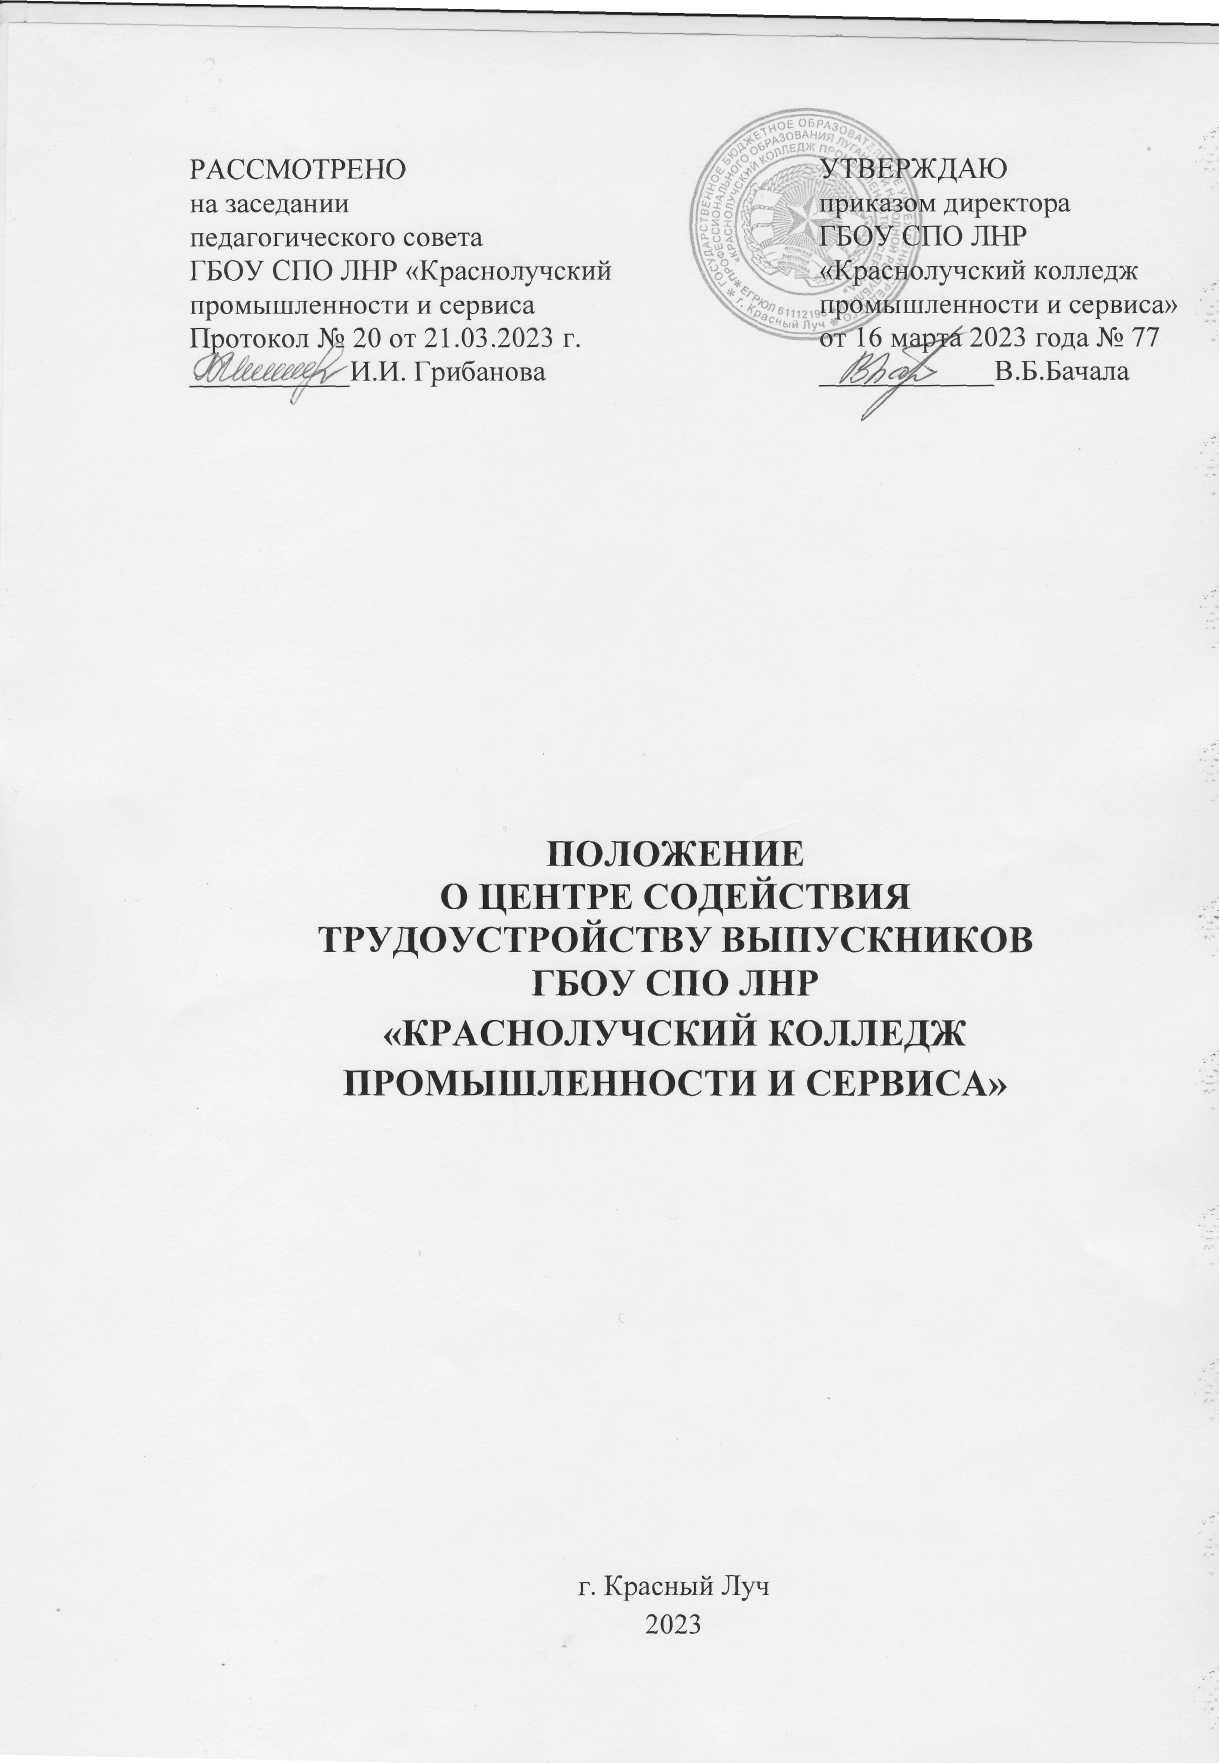 РАССМОТРЕНО
на заседании
педагогического совета
ГБОУ СПО ЛНР «Краснолучский
промышленности и сервиса
Протокол № 20 от 21.03.2023 г.
____________И.И. Грибанова
УТВЕРЖДАЮ
приказом директора
ГБОУ СПО ЛНР
«Краснолучский колледж
промышленности и сервиса»
от 16 марта 2023 года № 77
_____________В.Б.Бачала
ПОЛОЖЕНИЕ
О ЦЕНТРЕ СОДЕЙСТВИЯ
ТРУДОУСТРОЙСТВУ ВЫПУСКНИКОВ
ГБОУ СПО ЛНР
«КРАСНОЛУЧСКИЙ КОЛЛЕДЖ
ПРОМЫШЛЕННОСТИ И СЕРВИСА»
г. Красный Луч
2023